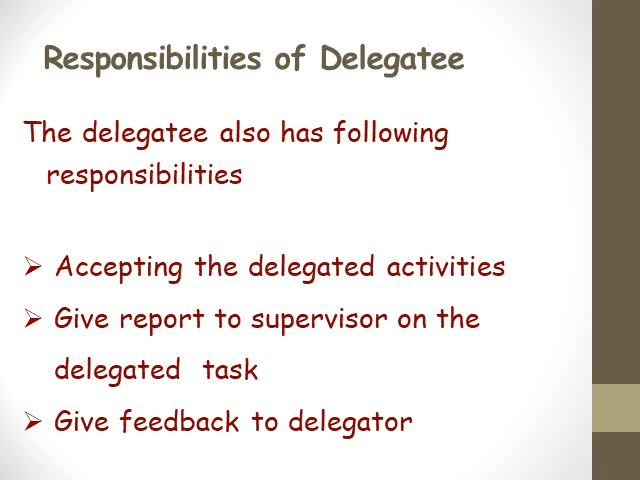 Responsibilities of Delegatee
The delegatee also has following
responsibilities
➢ Accepting the delegated activities
➢ Give report to supervisor on the
delegated task
➢ Give feedback to delegator